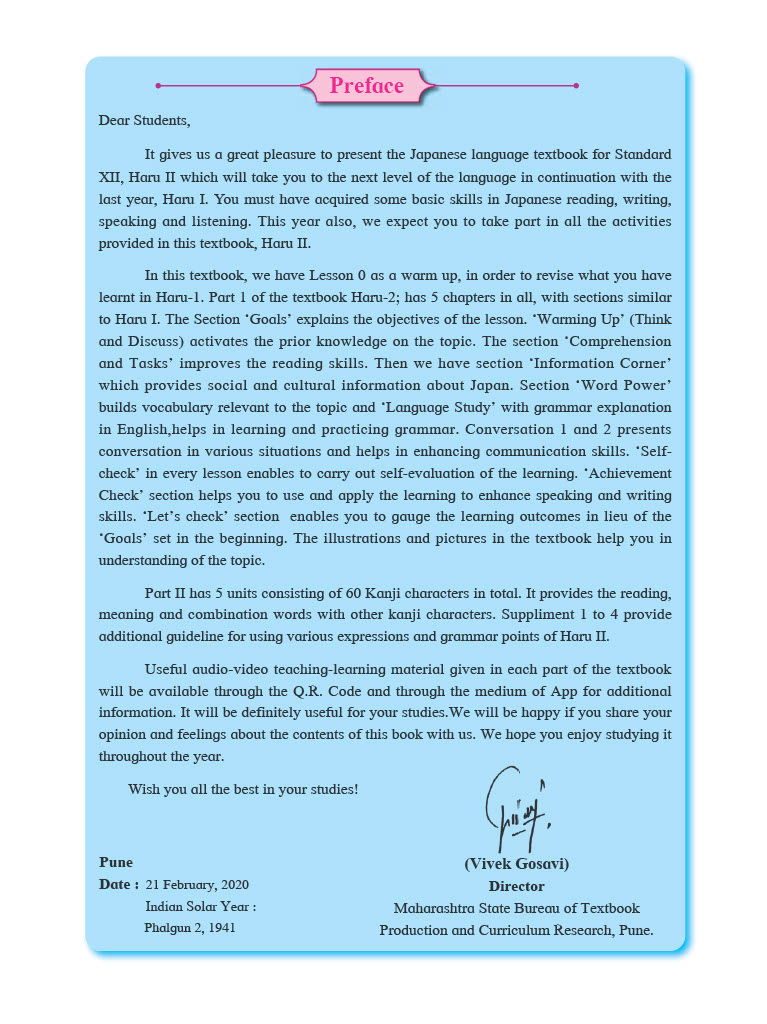 Preface
Dear Students,
It gives us a great pleasure to present the Japanese language textbook for Standard
XII, Haru II which will take you to the next level of the language in continuation with the
last year, Haru I. You must have acquired some basic skills in Japanese reading, writing,
speaking and listening. This year also, we expect you to take part in all the activities
provided in this textbook, Haru II.
In this textbook, we have Lesson 0 as a warm up, in order to revise what you have
learnt in Haru-1. Part 1 of the textbook Haru-2; has 5 chapters in all, with sections similar
to Haru I. The Section ‘Goals’ explains the objectives of the lesson. ‘Warming Up’ (Think
and Discuss) activates the prior knowledge on the topic. The section ‘Comprehension
and Tasks’ improves the reading skills. Then we have section ‘Information Corner’
which provides social and cultural information about Japan. Section ‘Word Power’
builds vocabulary relevant to the topic and ‘Language Study’ with grammar explanation
in English,helps in learning and practicing grammar. Conversation 1 and 2 presents
conversation in various situations and helps in enhancing communication skills. ‘Self-
check’ in every lesson enables to carry out self-evaluation of the learning. ‘Achievement
Check’ section helps you to use and apply the learning to enhance speaking and writing
skills. ‘Let’s check’ section enables you to gauge the learning outcomes in lieu of the
‘Goals’ set in the beginning. The illustrations and pictures in the textbook help you in
understanding of the topic.
Part II has 5 units consisting of 60 Kanji characters in total. It provides the reading,
meaning and combination words with other kanji characters. Suppliment 1 to 4 provide
additional guideline for using various expressions and grammar points of Haru II.
Useful audio-video teaching-learning material given in each part of the textbook
will be available through the Q.R. Code and through the medium of App for additional
information. It will be definitely useful for your studies.We will be happy if you share your
opinion and feelings about the contents of this book with us. We hope you enjoy studying it
throughout the year.
Wish you all the best in your studies!
Pune
(Vivek Gosavi)
Date : 21 February, 2020
Director
Indian Solar Year :
Maharashtra State Bureau of Textbook
Phalgun 2, 1941
Production and Curriculum Research, Pune.